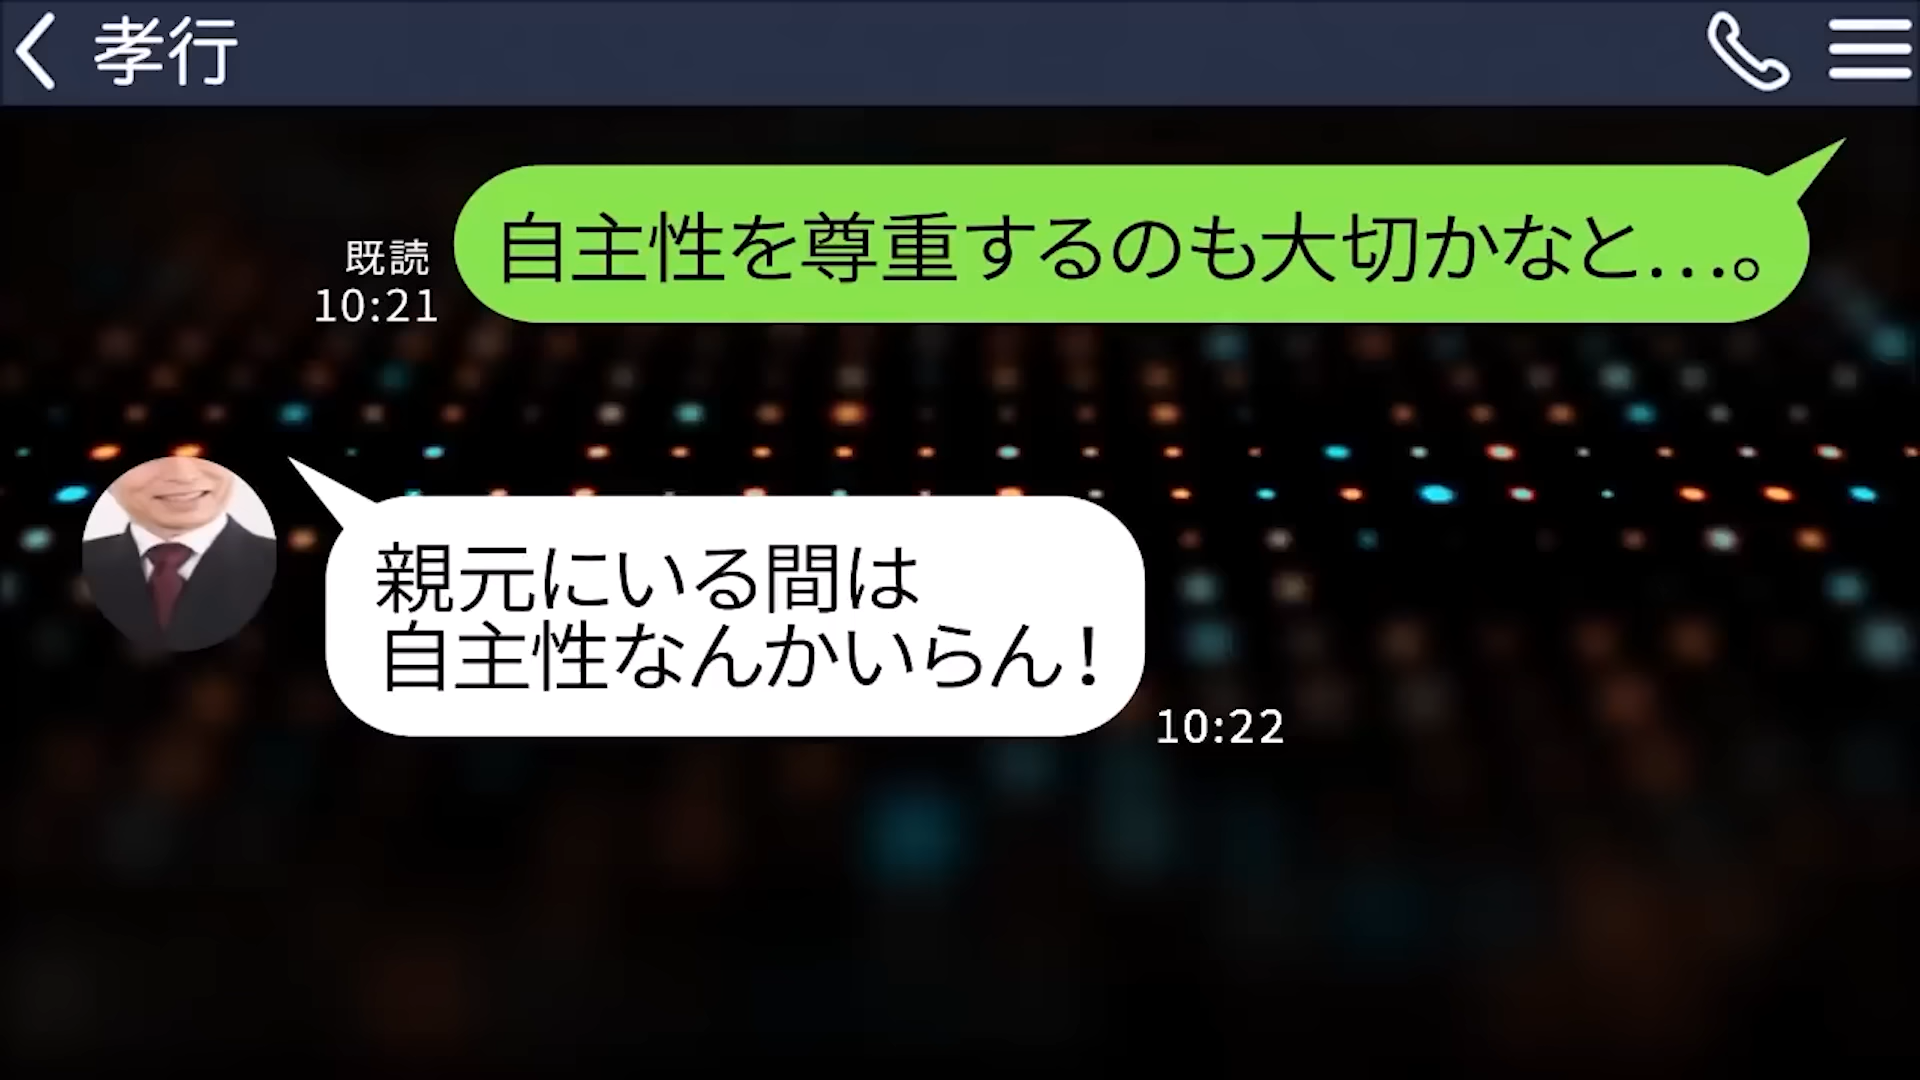 孝行
自主性を尊重するのも大切かなと…。
既読
10:21
親元にいる間は
自主性なんかいらん！
10:22